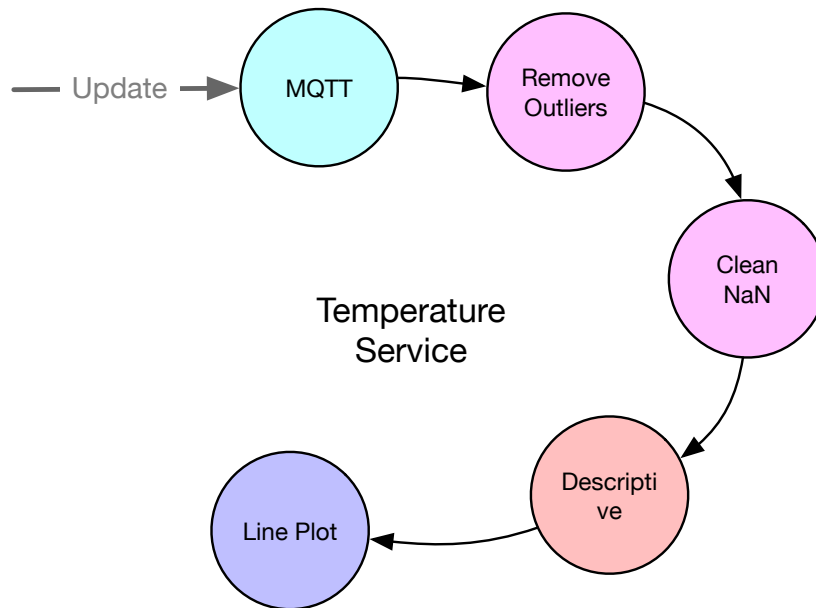 Update
MQTT
Remove
Outliers
Clean
NaN
Temperature
Service
Descripti
ve
Line Plot